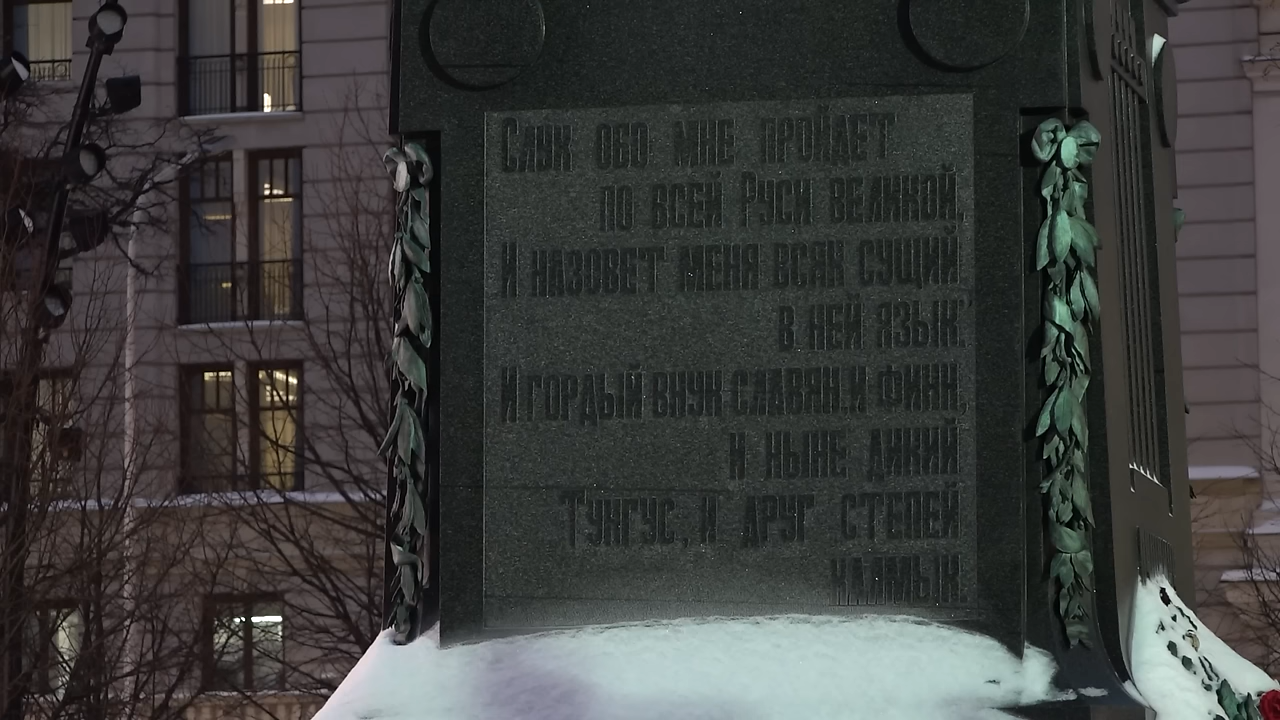 Слух обо мне пройдет
по всей Руси великой,
И назовет меня всяк сущий
в ней язык.
И гордый внук славян, и финн,
и ныне дикий
Тунгус, и друг степей
калмык.